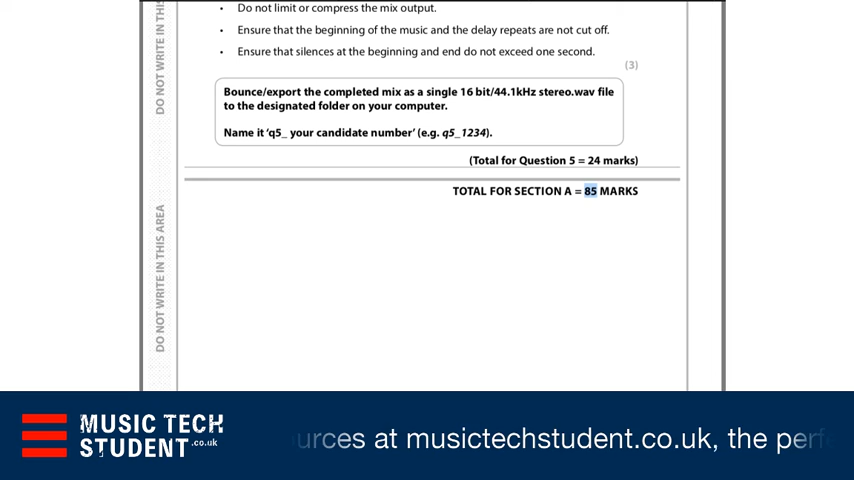 • Do not limit or compress the mix output.
• Ensure that the beginning of the music and the delay repeats are not cut off.
• Ensure that silences at the beginning and end do not exceed one second.
(3)
Bounce/export the completed mix as a single 16 bit/44.1kHz stereo.wav file
to the designated folder on your computer.
Name it ‘q5_ your candidate number’ (e.g. q5_1234).
(Total for Question 5 = 24 marks)
TOTAL FOR SECTION A = 85 MARKS
DO NOT WRITE IN THIS
DO NOT WRITE IN THIS AREA
MUSIC TECH
STUDENT
.co.uk
urces at musictechstudent.co.uk, the perf